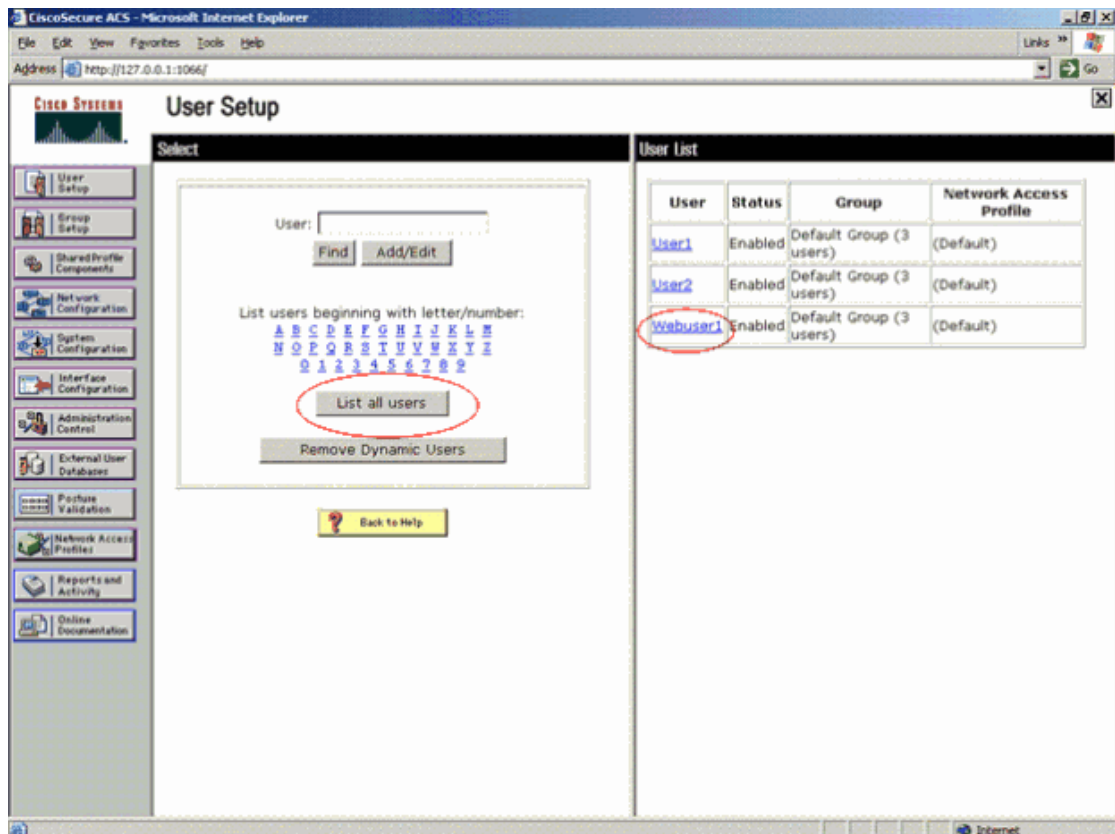 CiscoSecure ACS - Microsoft Internet Explorer
File Edit View Favorites Tools Help
Links »
Address http://127.0.0.1:1066/
Go
CISCO SYSTEMS
User Setup
Select
User Setup
Group Setup
Shared Profile Components
Network Configuration
System Configuration
Interface Configuration
Administration Control
External User Databases
Posture Validation
Network Access Profiles
Reports and Activity
Online Documentation
User:
Find Add/Edit
List users beginning with letter/number:
A B C D E F G H I J K L M
N O P Q R S T U V W X Y Z
0 1 2 3 4 5 6 7 8 9
List all users
Remove Dynamic Users
? Back to Help
User List
User Status Group Network Access Profile
User1 Enabled Default Group (3 users) (Default)
User2 Enabled Default Group (3 users) (Default)
Webuser1 Enabled Default Group (3 users) (Default)
Internet